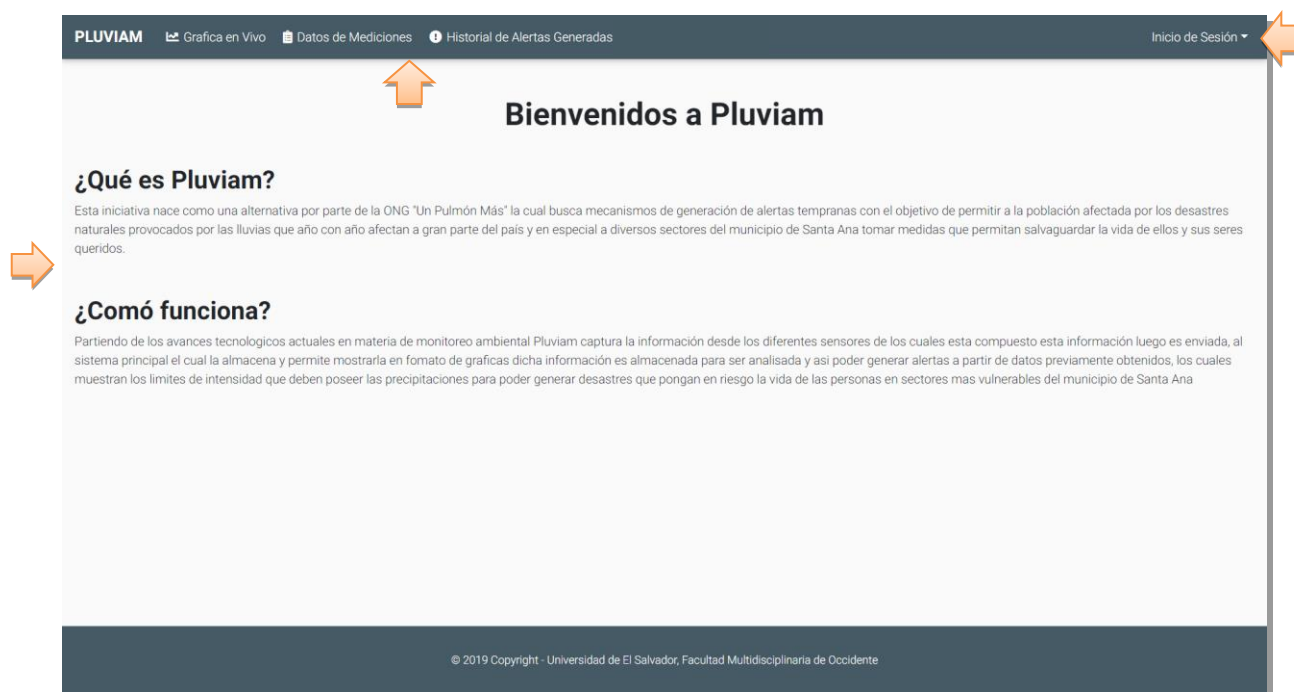 PLUVIAM Grafica en Vivo Datos de Mediciones Historial de Alertas Generadas Inicio de Sesión
Bienvenidos a Pluviam
¿Qué es Pluviam?
Esta iniciativa nace como una alternativa por parte de la ONG "Un Pulmón Más" la cual busca mecanismos de generación de alertas tempranas con el objetivo de permitir a la población afectada por los desastres
naturales provocados por las lluvias que año con año afectan a gran parte del país y en especial a diversos sectores del municipio de Santa Ana tomar medidas que permitan salvaguardar la vida de ellos y sus seres
queridos.
¿Comó funciona?
Partiendo de los avances tecnologicos actuales en materia de monitoreo ambiental Pluviam captura la información desde los diferentes sensores de los cuales esta compuesto esta información luego es enviada, al
sistema principal el cual la almacena y permite mostrarla en fomato de graficas dicha información es almacenada para ser analisada y asi poder generar alertas a partir de datos previamente obtenidos, los cuales
muestran los limites de intensidad que deben poseer las precipitaciones para poder generar desastres que pongan en riesgo la vida de las personas en sectores mas vulnerables del municipio de Santa Ana
© 2019 Copyright - Universidad de El Salvador, Facultad Multidisciplinaria de Occidente